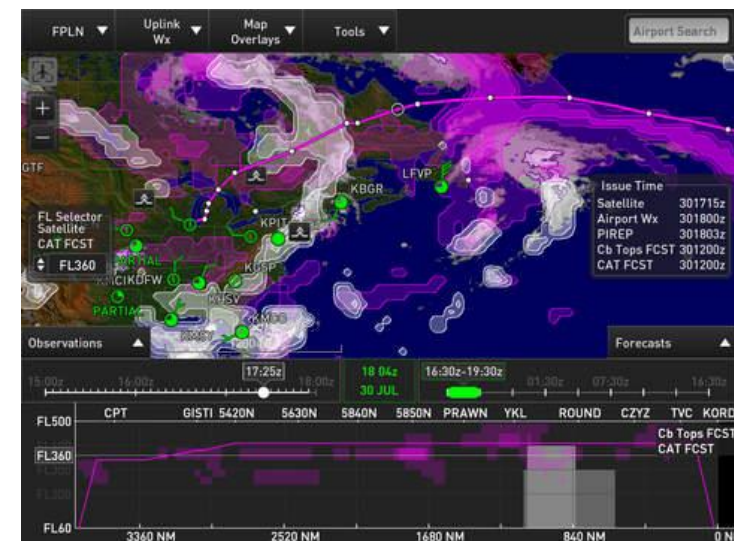 FPLN
Uplink
Wx
Map
Overlays
Tools
Airport Search
+
−
GTF
LFVP
KBGR
KPIT
FL Selector
Satellite
CAT FCST
FL360
Issue Time
Satellite 301715z
Airport Wx 301800z
PIREP 301803z
Cb Tops FCST 301200z
CAT FCST 301200z
KDFW
KGSP
KHSV
KMCO
KMSY
PARTIAL
Observations
Forecasts
15:00z 16:00z 17:25z 18:00z
18 04z
30 JUL
16:30z-19:30z
01:30z 07:30z 16:30z
CPT GISTI 5420N 5630N 5840N 5850N PRAWN YKL ROUND CZYZ TVC KORD
FL500
Cb Tops FCST
CAT FCST
FL360
FL60
3360 NM 2520 NM 1680 NM 840 NM 0 N